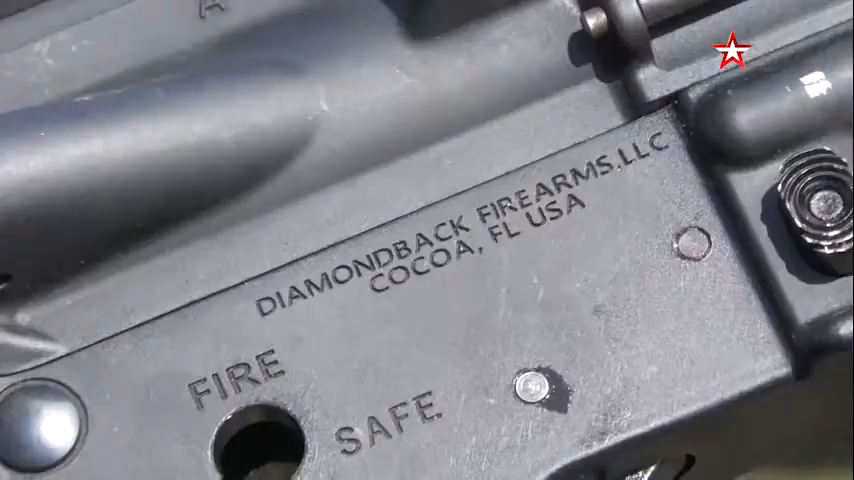 A
DIAMONDBACK FIREARMS, LLC
COCOA, FL USA
FIRE
SAFE